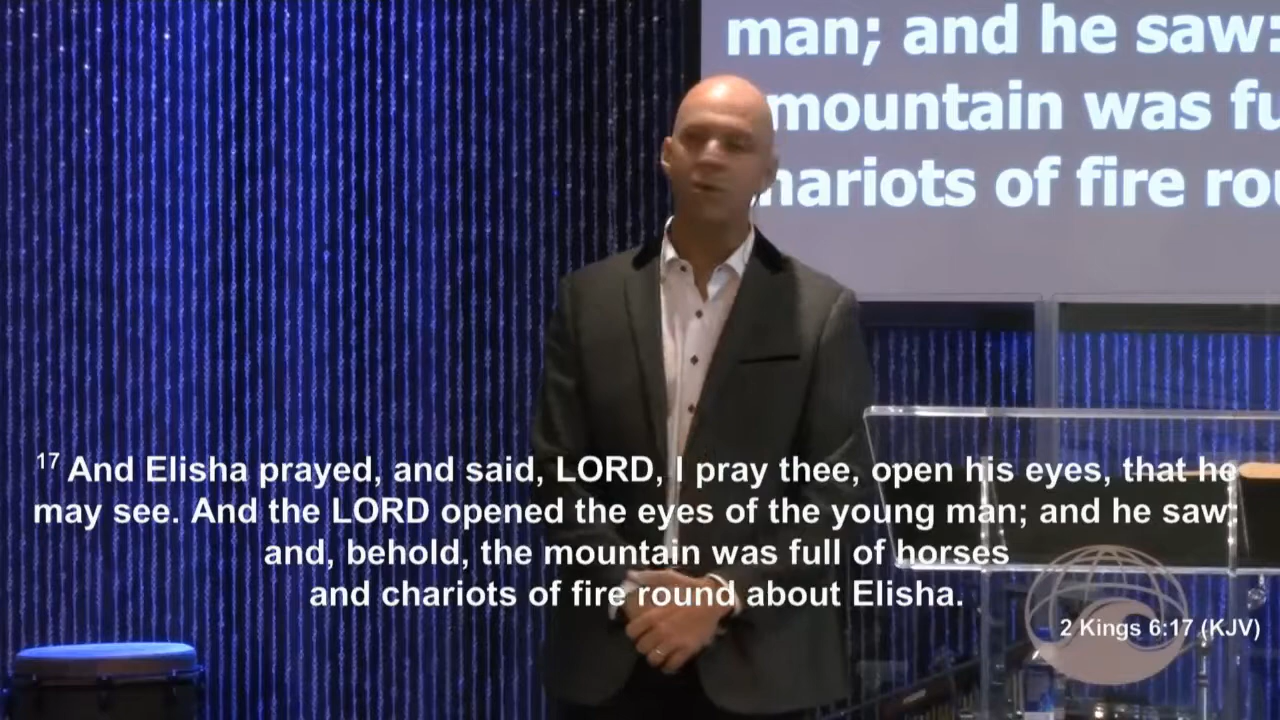 man; and he saw:
mountain was fu
hariots of fire rou
17 And Elisha prayed, and said, LORD, I pray thee, open his eyes, that he
may see. And the LORD opened the eyes of the young man; and he saw:
and, behold, the mountain was full of horses
and chariots of fire round about Elisha.
2 Kings 6:17 (KJV)